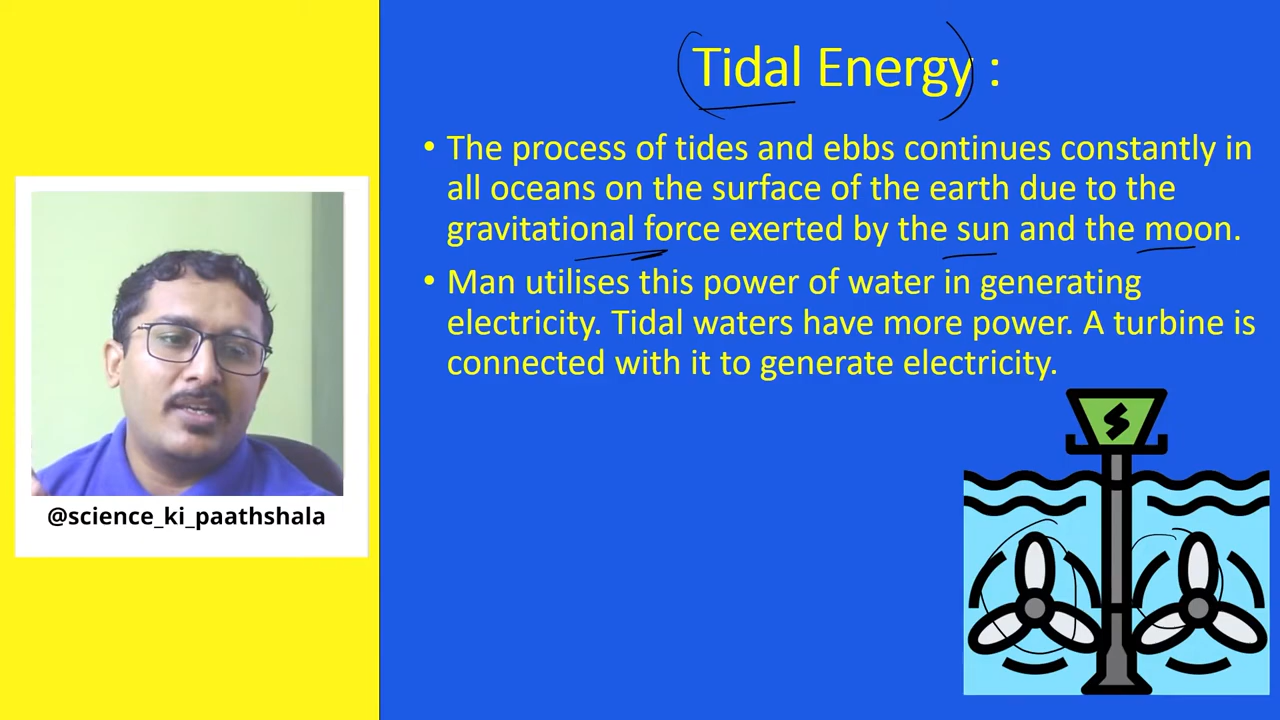 Tidal Energy :
• The process of tides and ebbs continues constantly in
all oceans on the surface of the earth due to the
gravitational force exerted by the sun and the moon.
• Man utilises this power of water in generating
electricity. Tidal waters have more power. A turbine is
connected with it to generate electricity.
@science_ki_paathshala